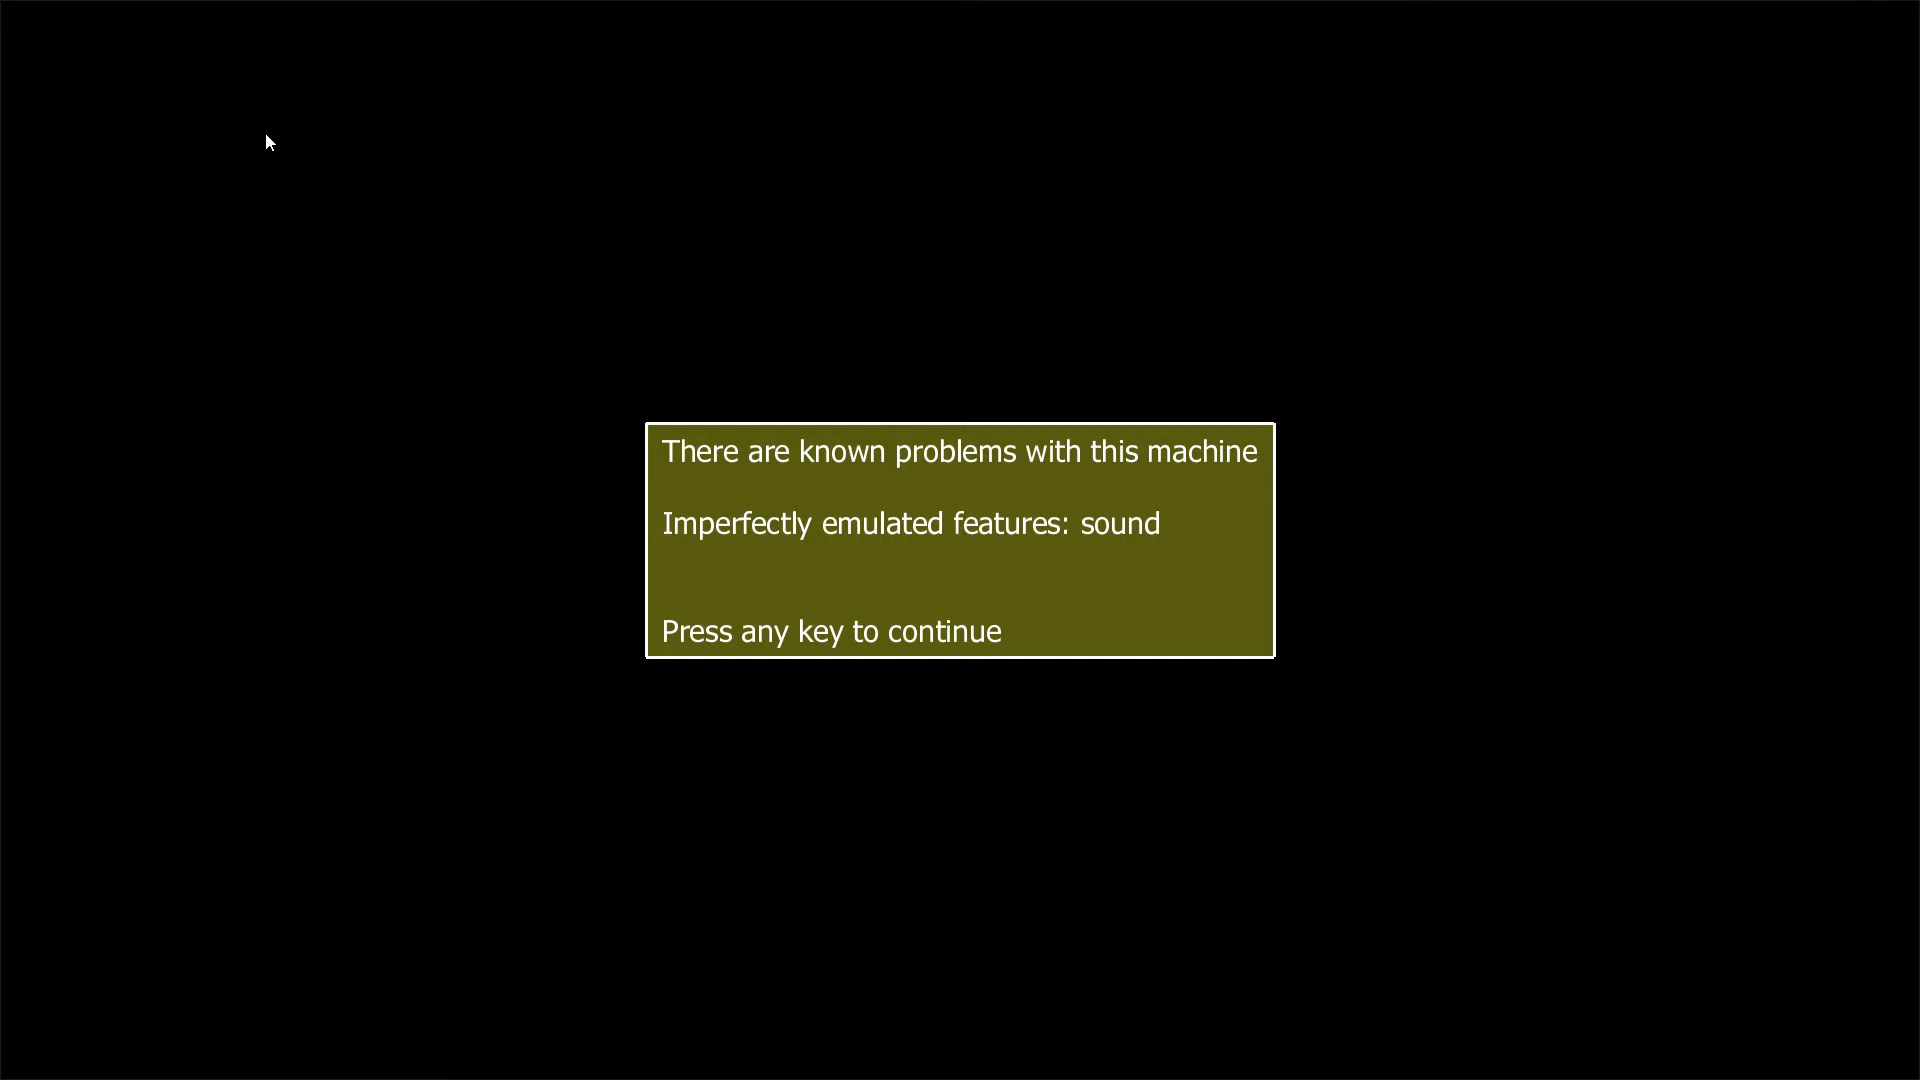 There are known problems with this machine
Imperfectly emulated features: sound
Press any key to continue